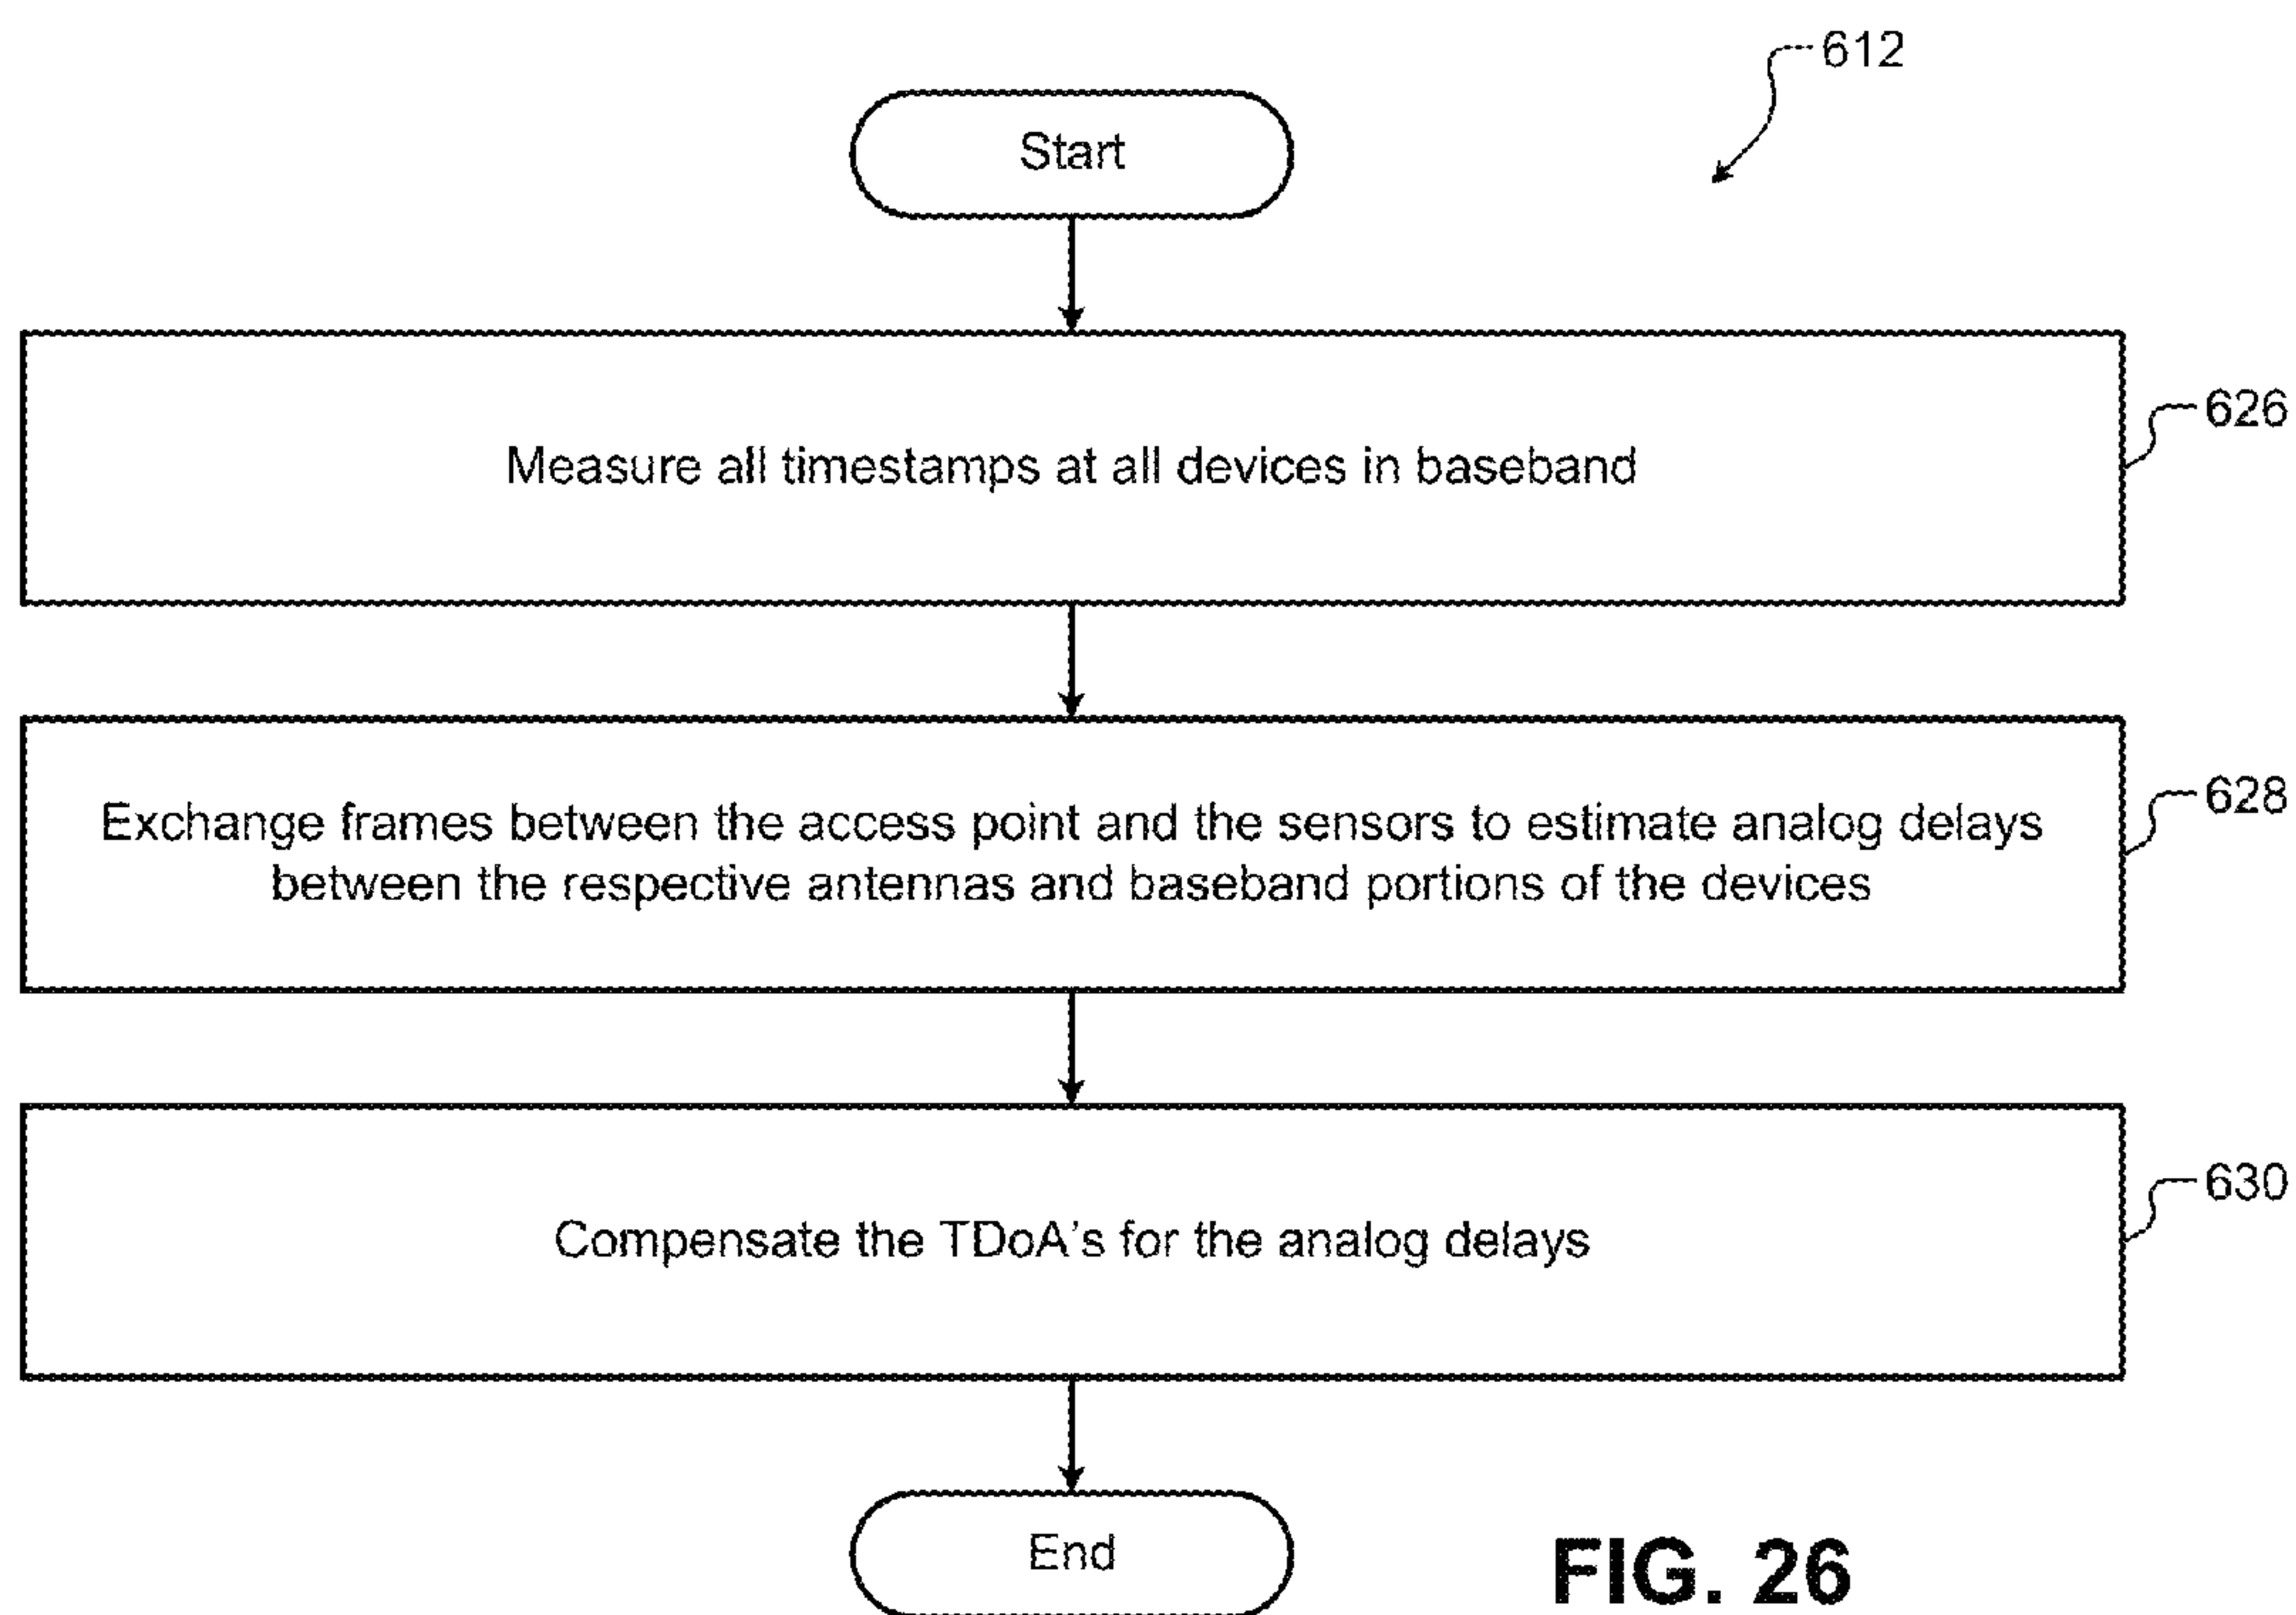 612
Start
Measure all timestamps at all devices in baseband
626
Exchange frames between the access point and the sensors to estimate analog delays
between the respective antennas and baseband portions of the devices
628
Compensate the TDoA's for the analog delays
630
End
FIG. 26